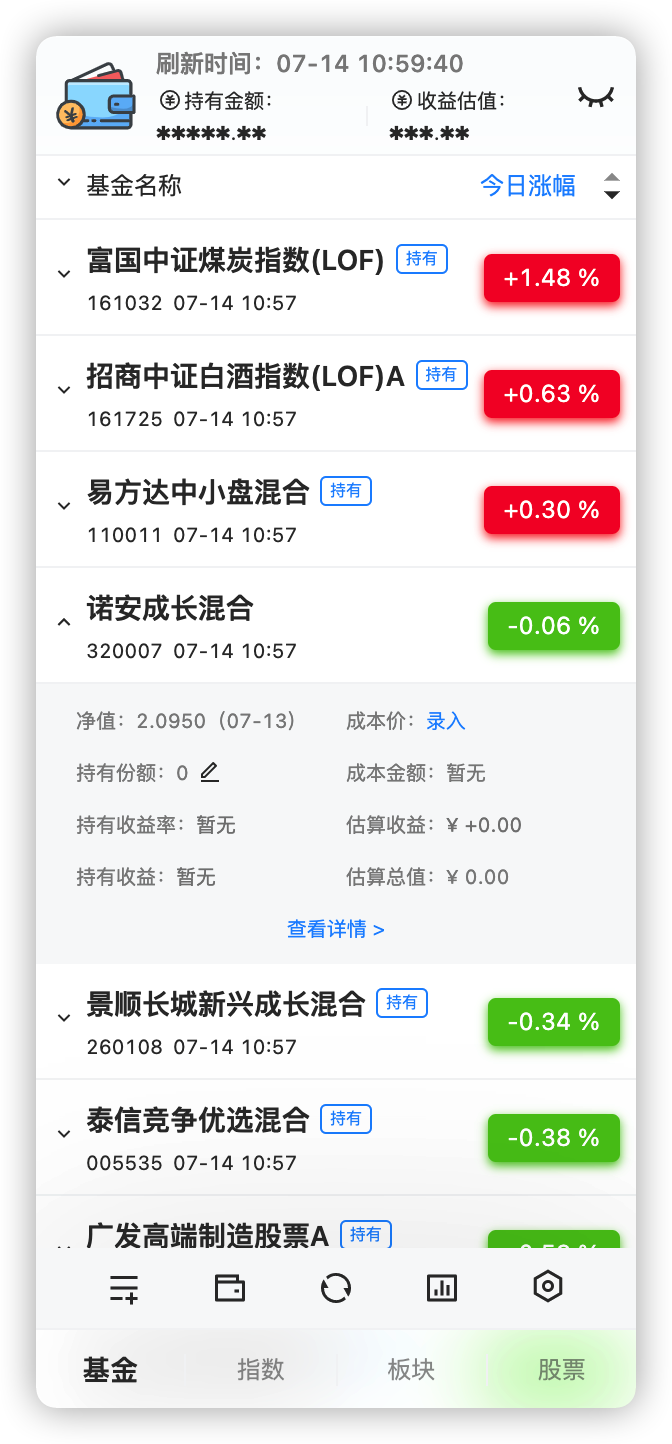 刷新时间：07-14 10:59:40
持有金额： 收益估值：
*****.** ***.**
基金名称 今日涨幅
富国中证煤炭指数(LOF) 持有 +1.48 %
161032 07-14 10:57
招商中证白酒指数(LOF)A 持有 +0.63 %
161725 07-14 10:57
易方达中小盘混合 持有 +0.30 %
110011 07-14 10:57
诺安成长混合 -0.06 %
320007 07-14 10:57
净值：2.0950（07-13） 成本价：录入
持有份额：0 成本金额：暂无
持有收益率：暂无 估算收益：¥ +0.00
持有收益：暂无 估算总值：¥ 0.00
查看详情 >
景顺长城新兴成长混合 持有 -0.34 %
260108 07-14 10:57
泰信竞争优选混合 持有 -0.38 %
005535 07-14 10:57
广发高端制造股票A 持有
基金 指数 板块 股票